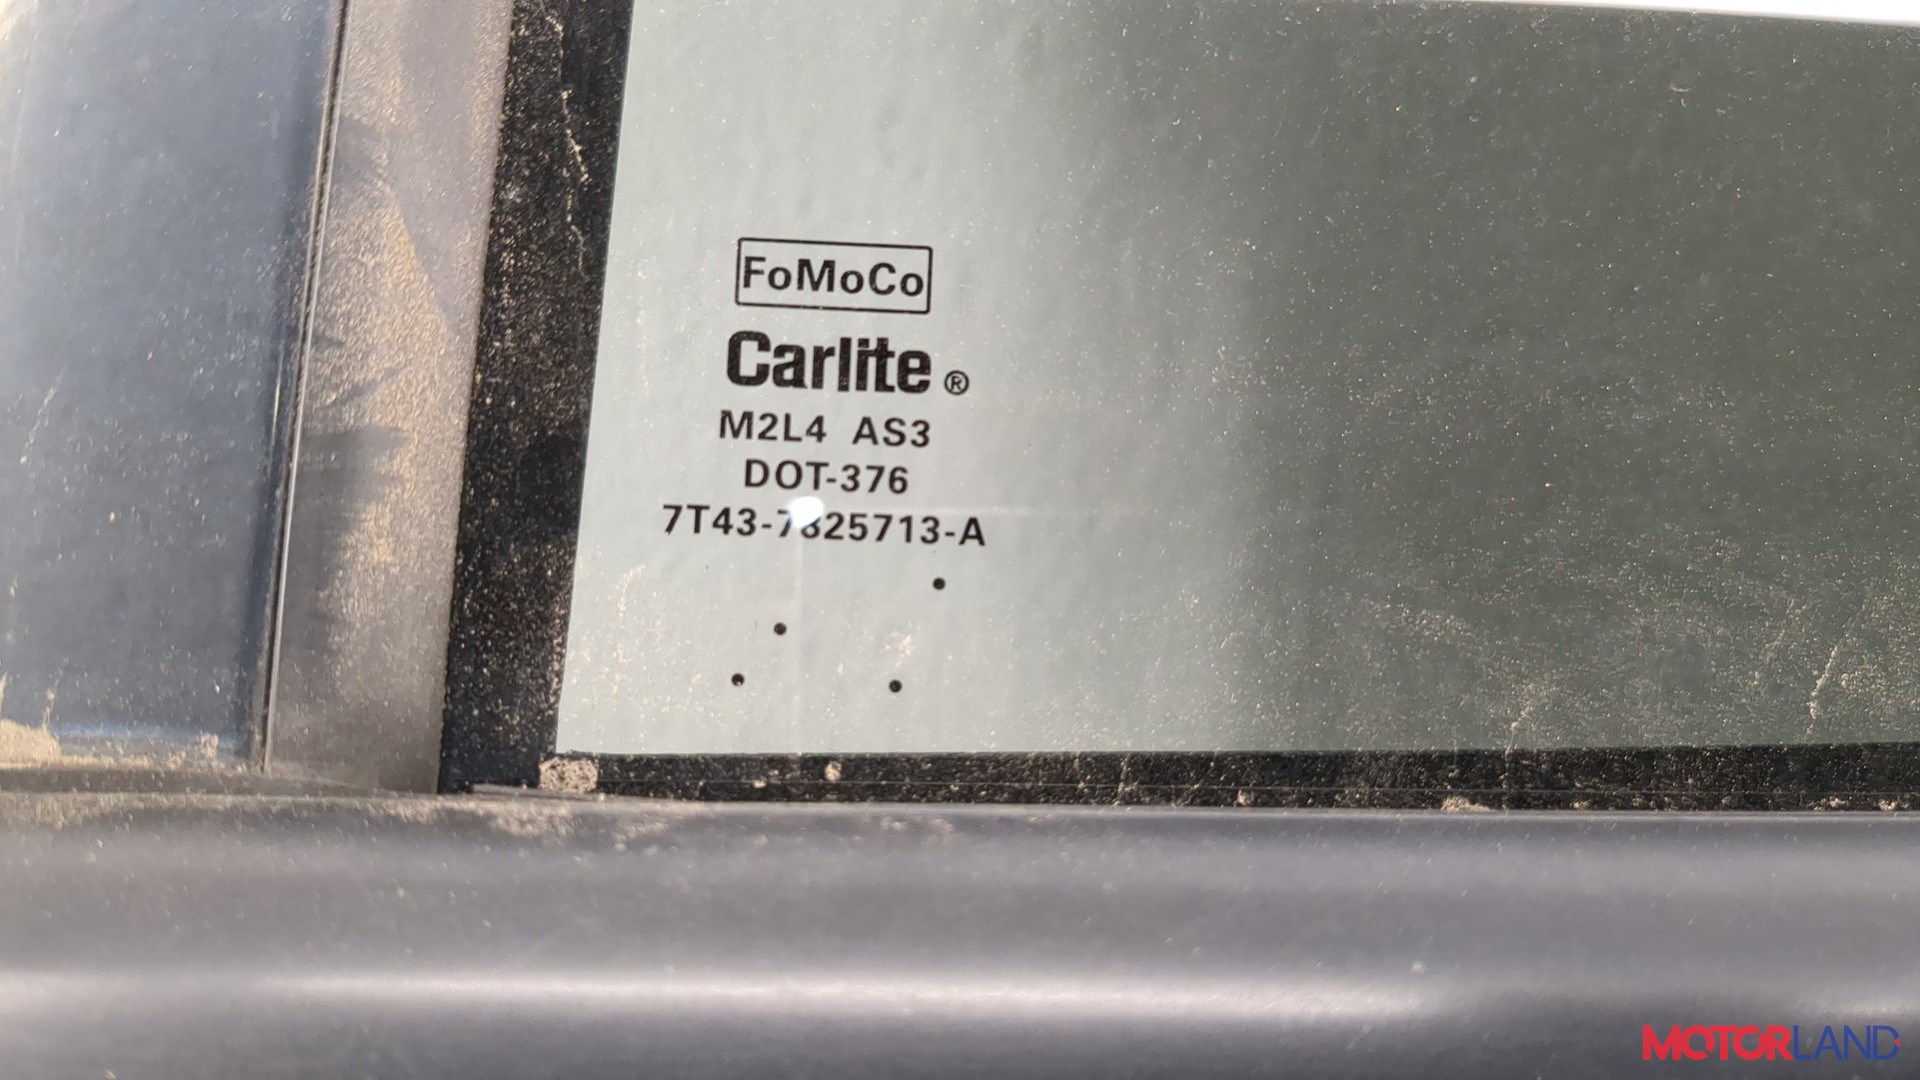 FoMoCo
Carlite ®
M2L4 AS3
DOT-376
7T43-7825713-A
MOTORLAND